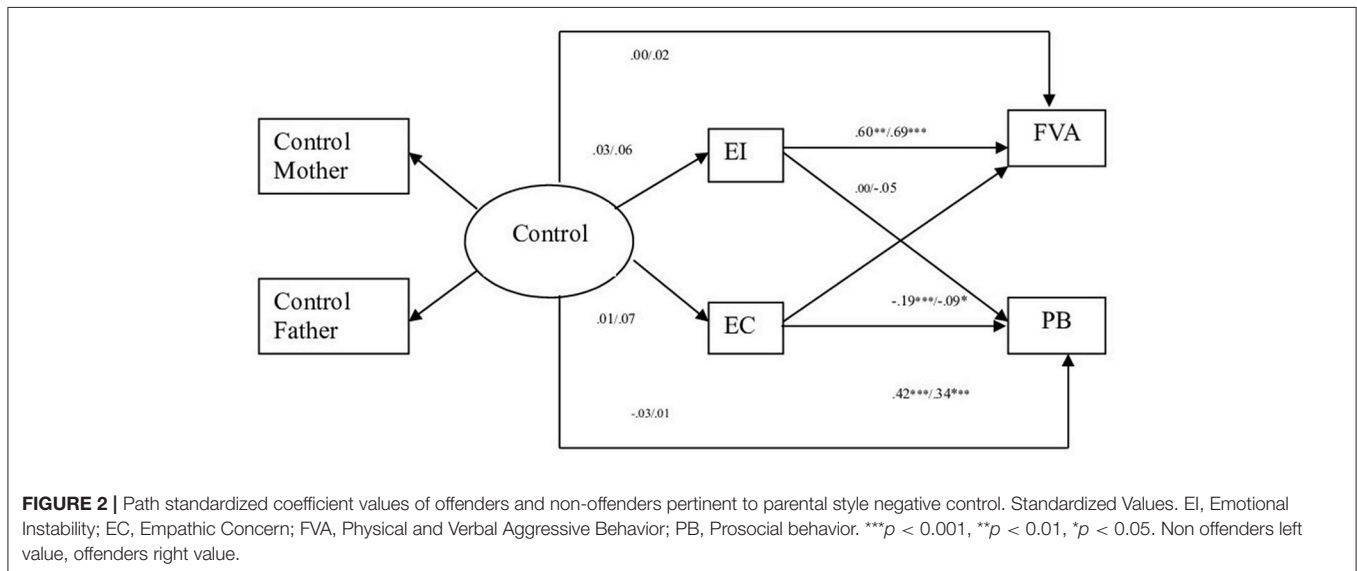 .00/.02
Control
Mother
.03/.06
EI
.60**/.69***
FVA
.00/-.05
Control
Control
Father
.01/.07
EC
-.19***/-.09*
PB
-.03/.01
.42***/.34***
FIGURE 2 | Path standardized coefficient values of offenders and non-offenders pertinent to parental style negative control. Standardized Values. EI, Emotional
Instability; EC, Empathic Concern; FVA, Physical and Verbal Aggressive Behavior; PB, Prosocial behavior. ***p < 0.001, **p < 0.01, *p < 0.05. Non offenders left
value, offenders right value.